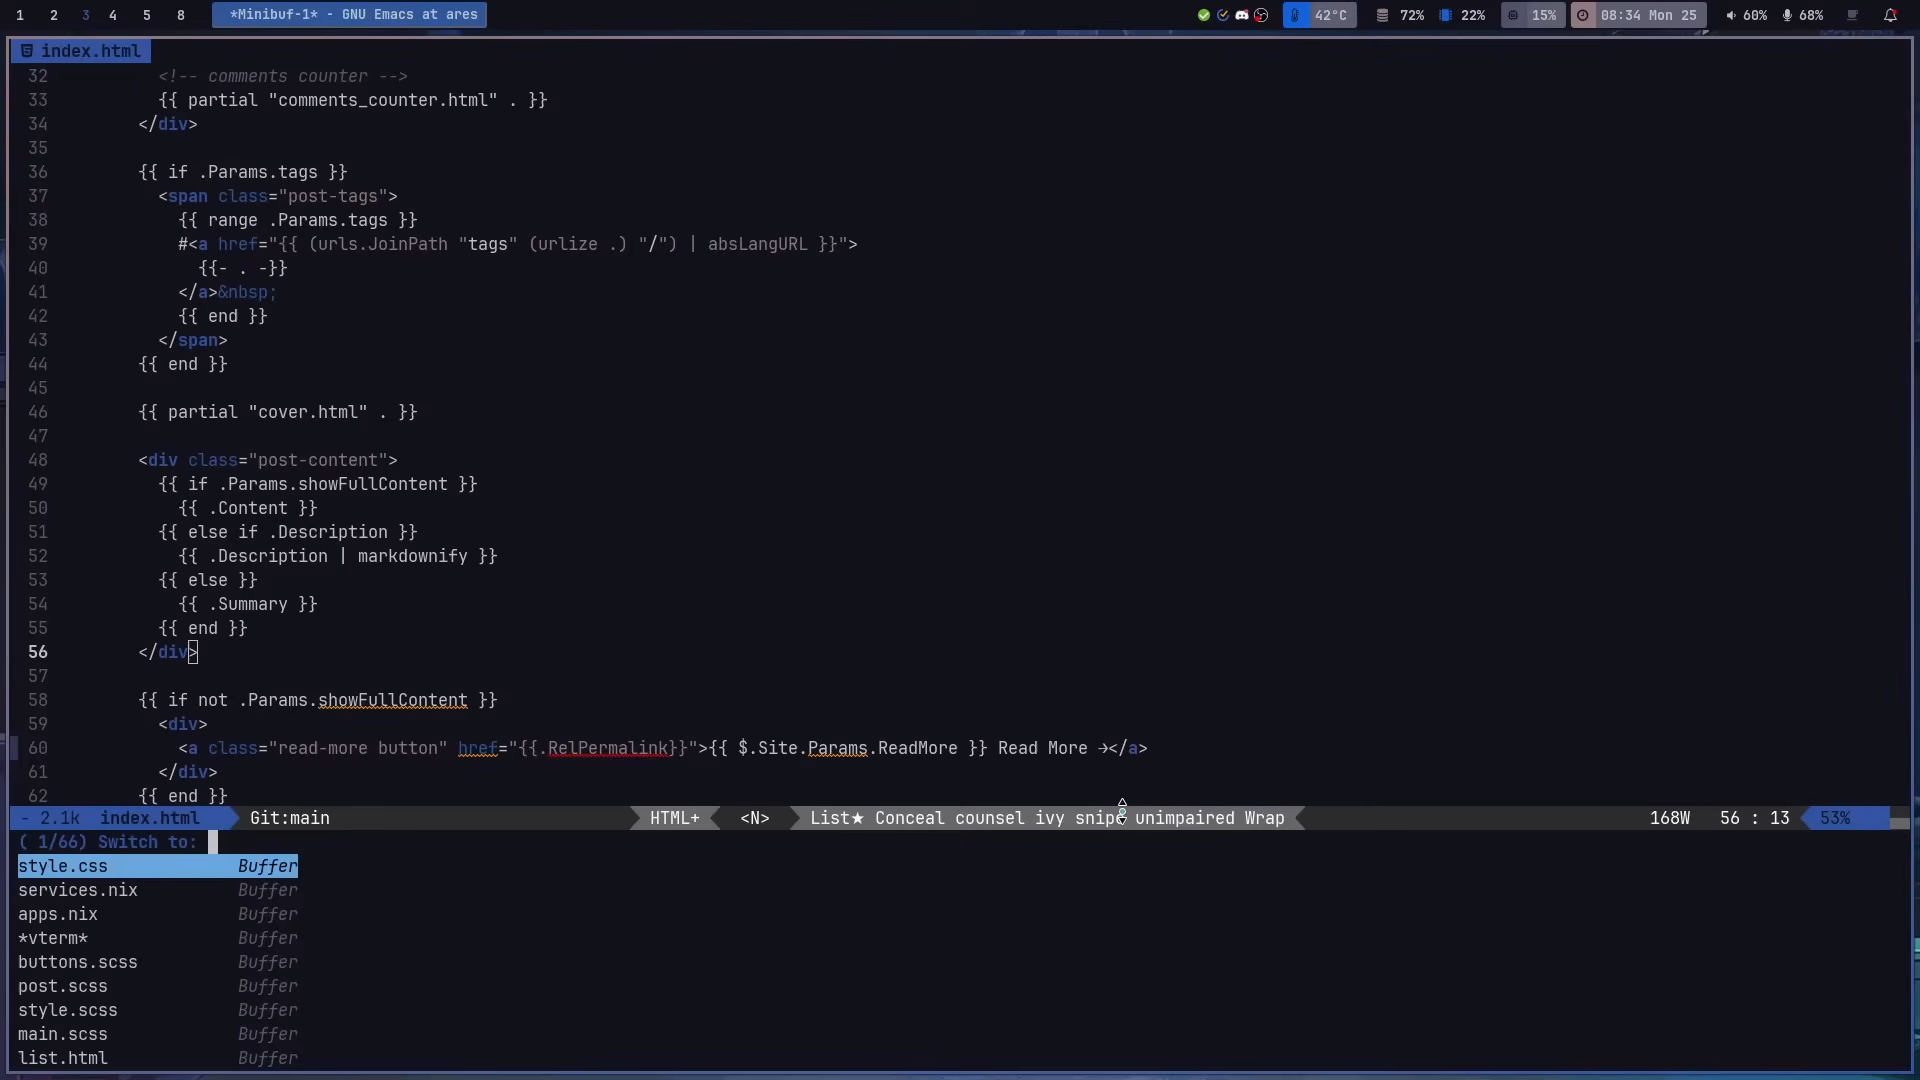 1 2 3 4 5 8 *Minibuf-1* - GNU Emacs at ares 42°C 72% 22% 15% 08:34 Mon 25 60% 68%
index.html
32 <!-- comments counter -->
33 {{ partial "comments_counter.html" . }}
34 </div>
35
36 {{ if .Params.tags }}
37 <span class="post-tags">
38 {{ range .Params.tags }}
39 #<a href="{{ (urls.JoinPath "tags" (urlize .) "/") | absLangURL }}">
40 {{- . -}}
41 </a>&nbsp;
42 {{ end }}
43 </span>
44 {{ end }}
45
46 {{ partial "cover.html" . }}
47
48 <div class="post-content">
49 {{ if .Params.showFullContent }}
50 {{ .Content }}
51 {{ else if .Description }}
52 {{ .Description | markdownify }}
53 {{ else }}
54 {{ .Summary }}
55 {{ end }}
56 </div>
57
58 {{ if not .Params.showFullContent }}
59 <div>
60 <a class="read-more button" href="{{.RelPermalink}}">{{ $.Site.Params.ReadMore }} Read More →</a>
61 </div>
62 {{ end }}
- 2.1k index.html Git:main HTML+ <N> List★ Conceal counsel ivy snipe unimpaired Wrap 168W 56 : 13 53%
( 1/66) Switch to:
style.css Buffer
services.nix Buffer
apps.nix Buffer
*vterm* Buffer
buttons.scss Buffer
post.scss Buffer
style.scss Buffer
main.scss Buffer
list.html Buffer